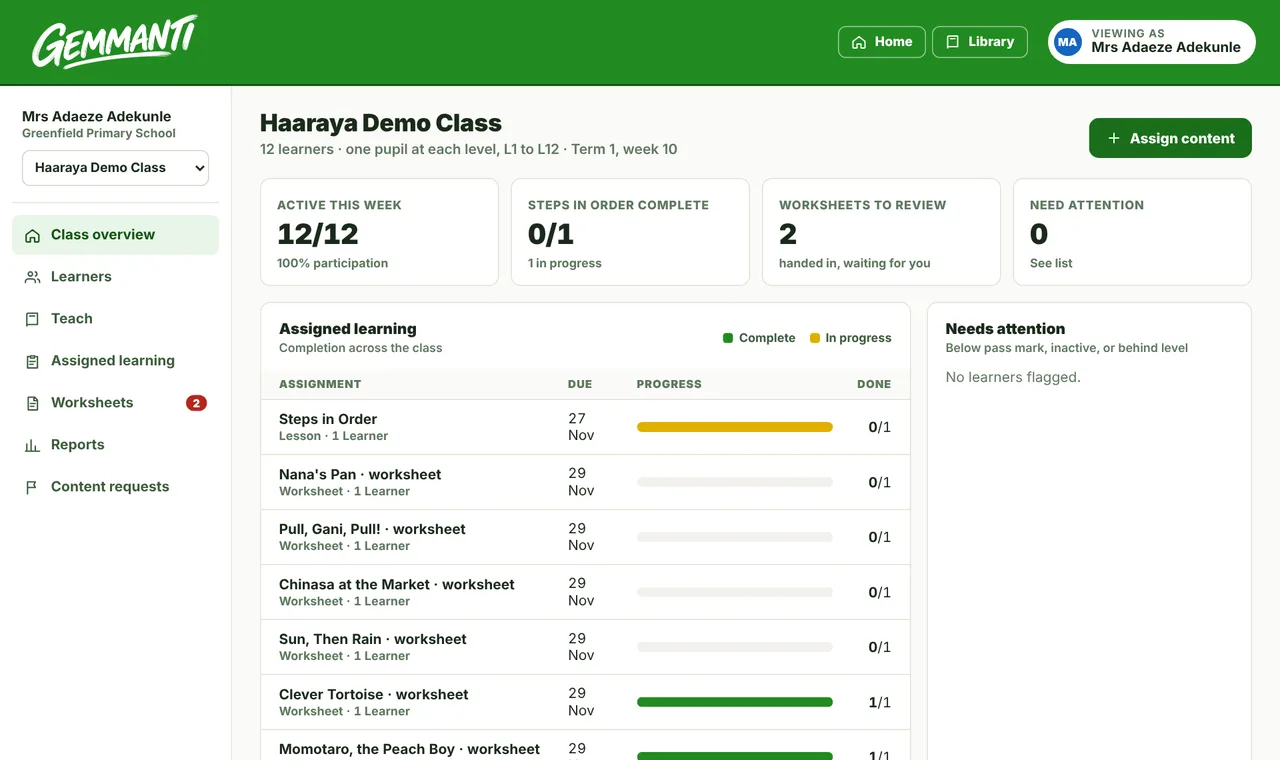 GEMMANTI
Home
Library
MA
VIEWING AS
Mrs Adaeze Adekunle
Mrs Adaeze Adekunle
Greenfield Primary School
Haaraya Demo Class
Class overview
Learners
Teach
Assigned learning
Worksheets
2
Reports
Content requests
Haaraya Demo Class
12 learners · one pupil at each level, L1 to L12 · Term 1, week 10
+ Assign content
ACTIVE THIS WEEK
12/12
100% participation
STEPS IN ORDER COMPLETE
0/1
1 in progress
WORKSHEETS TO REVIEW
2
handed in, waiting for you
NEED ATTENTION
0
See list
Assigned learning
Completion across the class
Complete
In progress
ASSIGNMENT DUE PROGRESS DONE
Steps in Order
Lesson · 1 Learner
27
Nov
0/1
Nana's Pan · worksheet
Worksheet · 1 Learner
29
Nov
0/1
Pull, Gani, Pull! · worksheet
Worksheet · 1 Learner
29
Nov
0/1
Chinasa at the Market · worksheet
Worksheet · 1 Learner
29
Nov
0/1
Sun, Then Rain · worksheet
Worksheet · 1 Learner
29
Nov
0/1
Clever Tortoise · worksheet
Worksheet · 1 Learner
29
Nov
1/1
Momotaro, the Peach Boy · worksheet
29
1/1
Needs attention
Below pass mark, inactive, or behind level
No learners flagged.